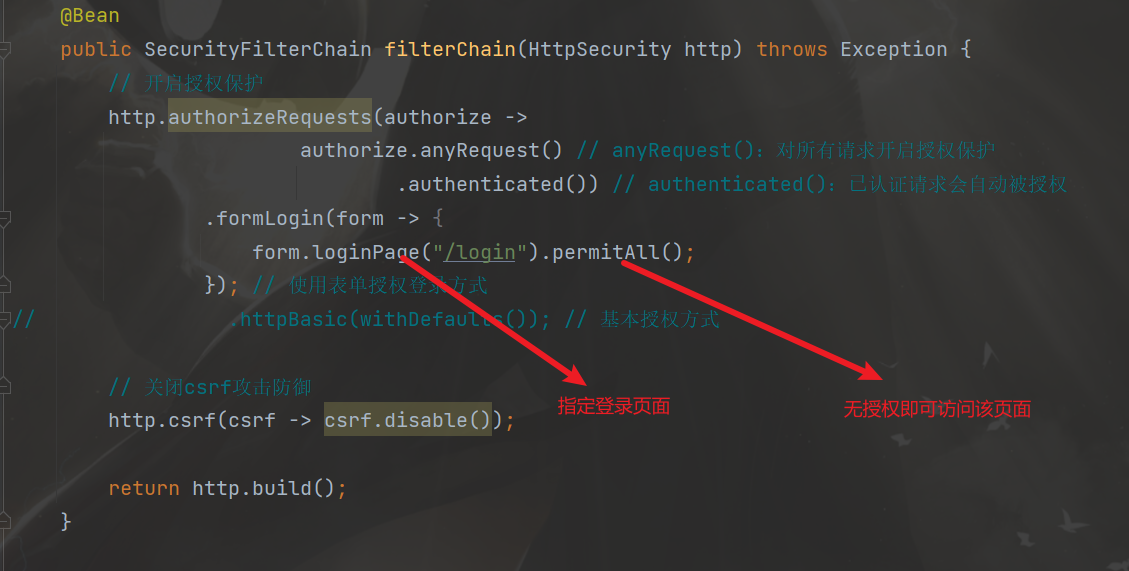 @Bean
public SecurityFilterChain filterChain(HttpSecurity http) throws Exception {
// 开启授权保护
http.authorizeRequests(authorize ->
authorize.anyRequest() // anyRequest()：对所有请求开启授权保护
.authenticated()) // authenticated()：已认证请求会自动被授权
.formLogin(form -> {
form.loginPage("/login").permitAll();
}); // 使用表单授权登录方式
// .httpBasic(withDefaults()); // 基本授权方式
// 关闭csrf攻击防御
指定登录页面
无授权即可访问该页面
http.csrf(csrf -> csrf.disable());
return http.build();
}